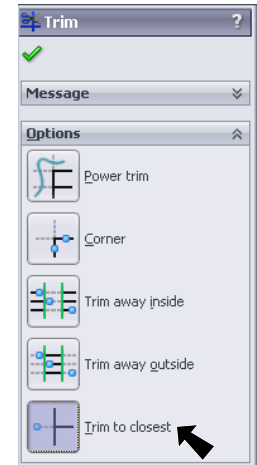 Trim ?
Message
Options
Power trim
Corner
Trim away inside
Trim away outside
Trim to closest